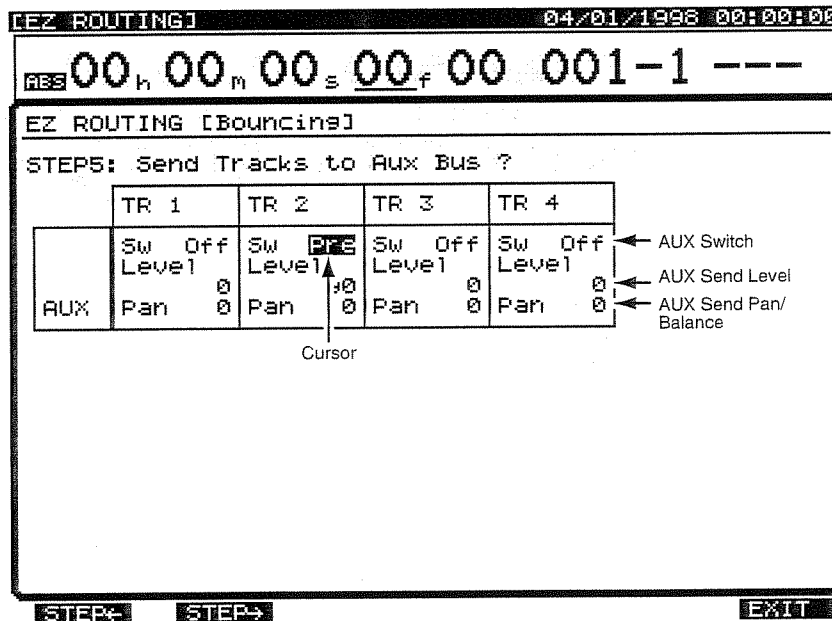 [EZ ROUTING] 04/01/1998 00:00:00
ABS 00h 00m 00s 00f 00 001-1 ---
EZ ROUTING [Bouncing]
STEP5: Send Tracks to Aux Bus ?
TR 1 TR 2 TR 3 TR 4
Sw Off Sw Pre Sw Off Sw Off AUX Switch
Level Level Level Level
0 0 0 AUX Send Level
AUX Pan 0 Pan 0 Pan 0 Pan 0 AUX Send Pan/
Balance
Cursor
STEP← STEP→ EXIT